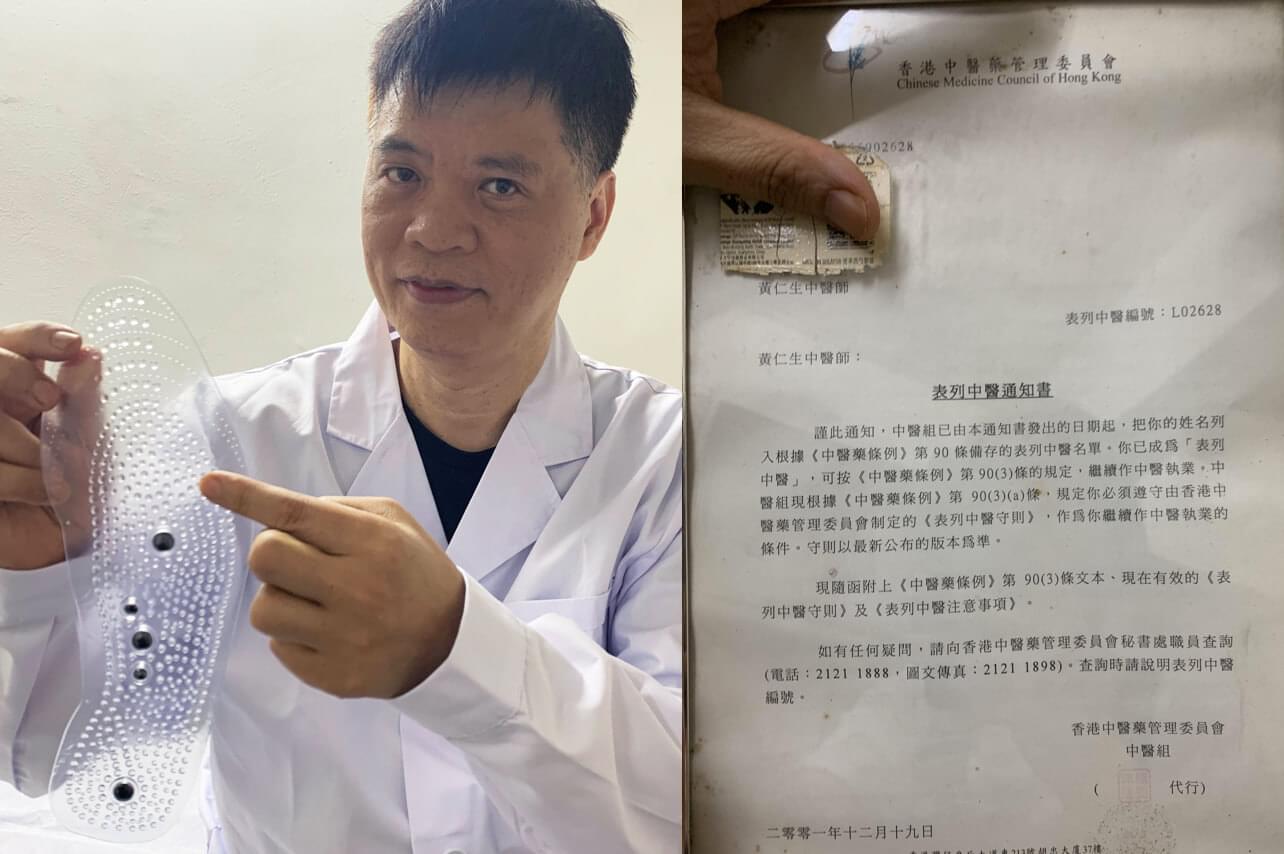 香港中醫藥管理委員會
Chinese Medicine Council of Hong Kong
黃仁生中醫師
表列中醫編號：L02628
黃仁生中醫師：
表列中醫通知書
謹此通知，中醫組已由本通知書發出的日期起，把你的姓名列
入根據《中醫藥條例》第 90 條備存的表列中醫名單。你已成爲「表列
中醫」，可按《中醫藥條例》第 90(3)條的規定，繼續作中醫執業。中
醫組現根據《中醫藥條例》第 90(3)(a)條，規定你必須遵守由香港中
醫藥管理委員會制定的《表列中醫守則》，作爲你繼續作中醫執業的
條件。守則以最新公布的版本爲準。
現隨函附上《中醫藥條例》第 90(3)條文本、現在有效的《表
列中醫守則》及《表列中醫注意事項》。
如有任何疑問，請向香港中醫藥管理委員會秘書處職員查詢
(電話：2121 1888，圖文傳真：2121 1898)。查詢時請說明表列中醫
編號。
香港中醫藥管理委員會
中醫組
( 代行)
二零零一年十二月十九日